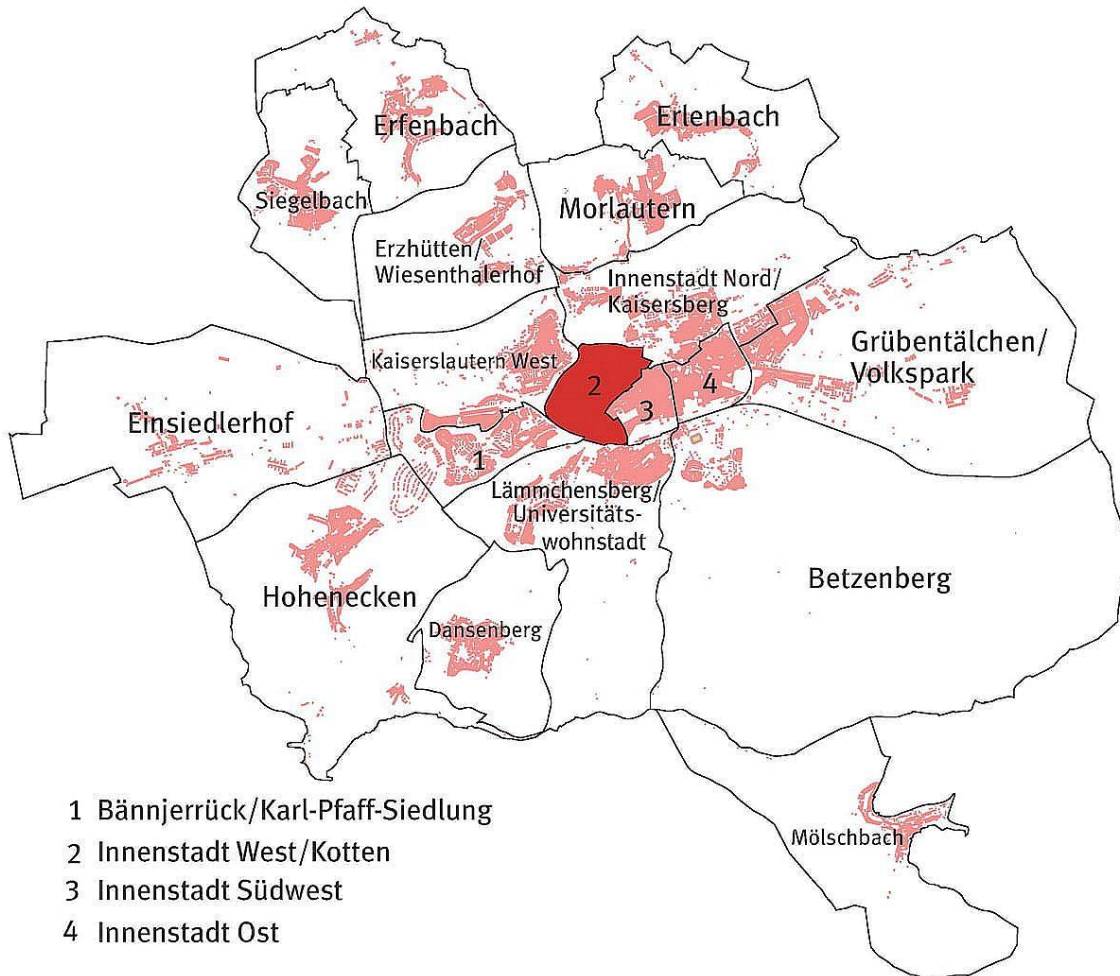 Erfenbach
Erlenbach
Siegelbach
Morlautern
Erzhütten/
Wiesenthalerhof
Innenstadt Nord/
Kaisersberg
Kaiserslautern West
Grübentälchen/
Volkspark
2
3
4
Einsiedlerhof
1
Lämmchensberg/
Universitäts-
wohnstadt
Betzenberg
Hohenecken
Dansenberg
Mölschbach
1 Bännjerrück/Karl-Pfaff-Siedlung
2 Innenstadt West/Kotten
3 Innenstadt Südwest
4 Innenstadt Ost